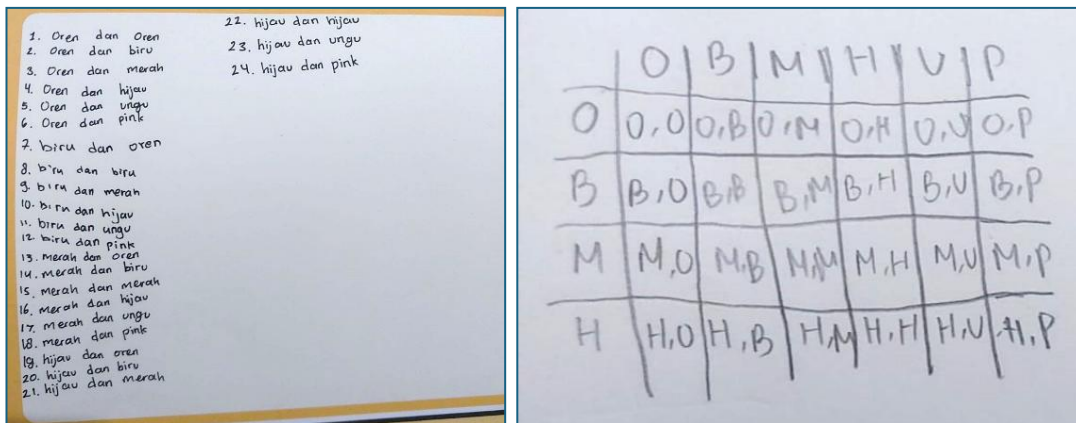 1. Oren dan Oren
2. Oren dan biru
3. Oren dan merah
4. Oren dan hijau
5. Oren dan ungu
6. Oren dan pink
7. biru dan oren
8. biru dan biru
9. biru dan merah
10. biru dan hijau
11. biru dan ungu
12. biru dan pink
13. merah dan oren
14. merah dan biru
15. merah dan merah
16. merah dan hijau
17. merah dan ungu
18. merah dan pink
19. hijau dan oren
20. hijau dan biru
21. hijau dan merah
22. hijau dan hijau
23. hijau dan ungu
24. hijau dan pink
O B M H U P
O O,O O,B O,M O,H O,U O,P
B B,O B,B B,M B,H B,U B,P
M M,O M,B M,M M,H M,U M,P
H H,O H,B H,M H,H H,U H,P